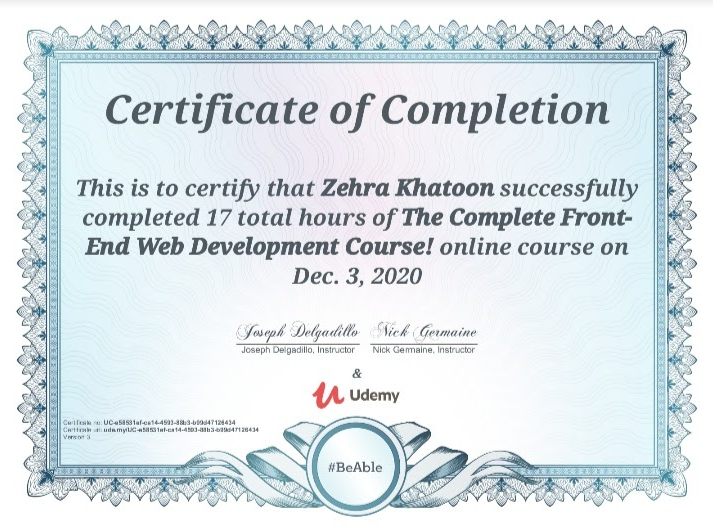 Certificate of Completion
This is to certify that Zehra Khatoon successfully
completed 17 total hours of The Complete Front-
End Web Development Course! online course on
Dec. 3, 2020
Joseph Delgadillo Nick Germaine
Joseph Delgadillo, Instructor Nick Germaine, Instructor
&
Udemy
Certificate no: UC-e58531ef-ca14-4593-88b3-b99d47126434
Certificate url: ude.my/UC-e58531ef-ca14-4593-88b3-b99d47126434
Version 3
#BeAble